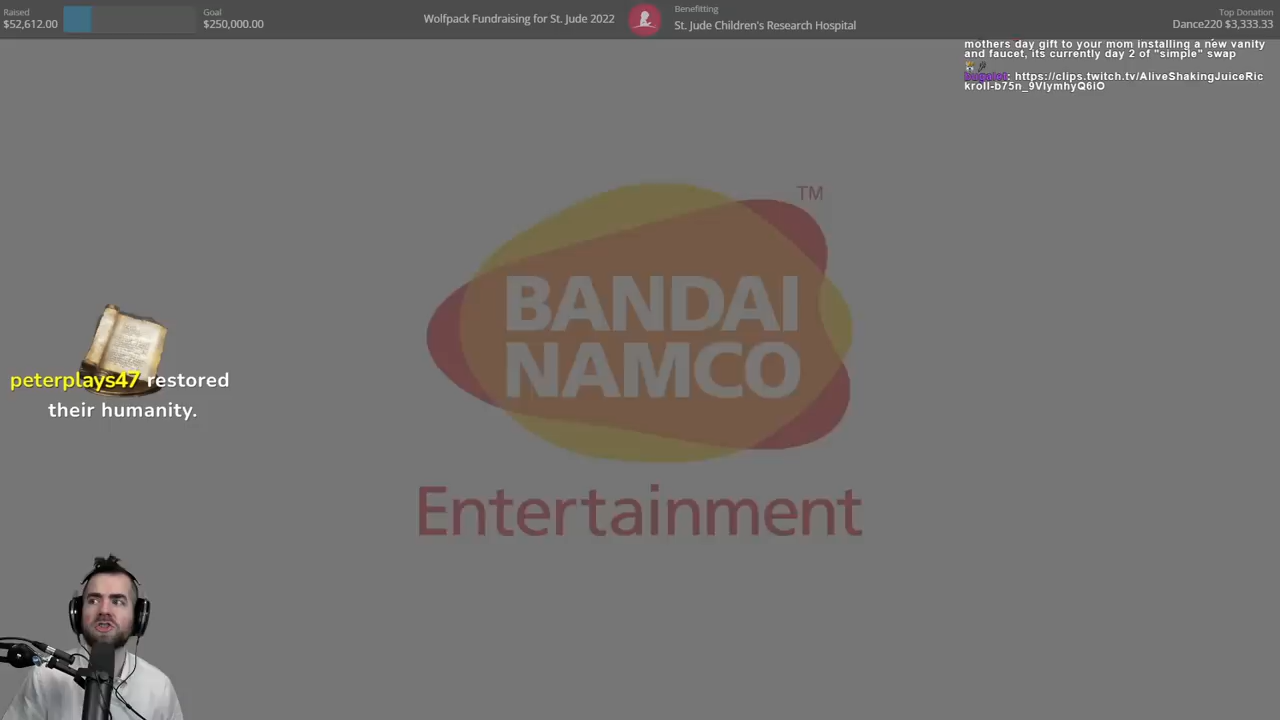 Raised
$52,612.00
Goal
$250,000.00
Wolfpack Fundraising for St. Jude 2022
Benefitting
St. Jude Children's Research Hospital
Top Donation
Dance220 $3,333.33
mothers day gift to your mom installing a new vanity
and faucet, its currently day 2 of "simple" swap
: https://clips.twitch.tv/AliveShakingJuiceRic
TM
BANDAI
NAMCO
Entertainment
peterplays47 restored
their humanity.